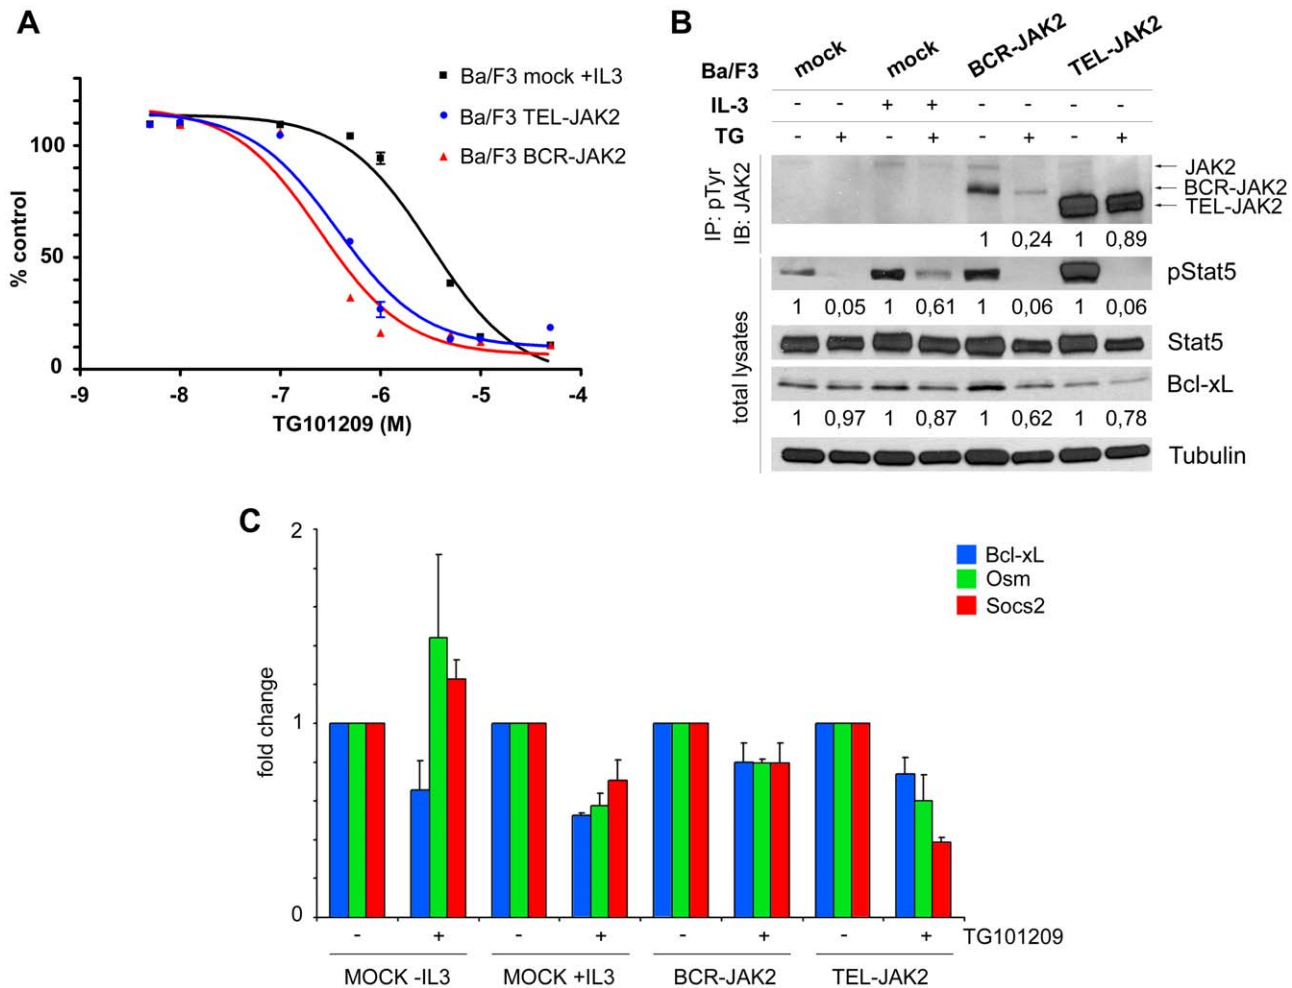 A
100
50
0
% control
-9 -8 -7 -6 -5 -4
TG101209 (M)
Ba/F3 mock +IL3
Ba/F3 TEL-JAK2
Ba/F3 BCR-JAK2
B
Ba/F3 mock mock BCR-JAK2 TEL-JAK2
IL-3 - - + + - - - -
TG - + - + - + - +
IP: pTyr
IB: JAK2
JAK2
BCR-JAK2
TEL-JAK2
1 0,24 1 0,89
total lysates
pStat5
1 0,05 1 0,61 1 0,06 1 0,06
Stat5
Bcl-xL
1 0,97 1 0,87 1 0,62 1 0,78
Tubulin
C
2
1
0
fold change
Bcl-xL
Osm
Socs2
- + - + - + - + TG101209
MOCK -IL3 MOCK +IL3 BCR-JAK2 TEL-JAK2